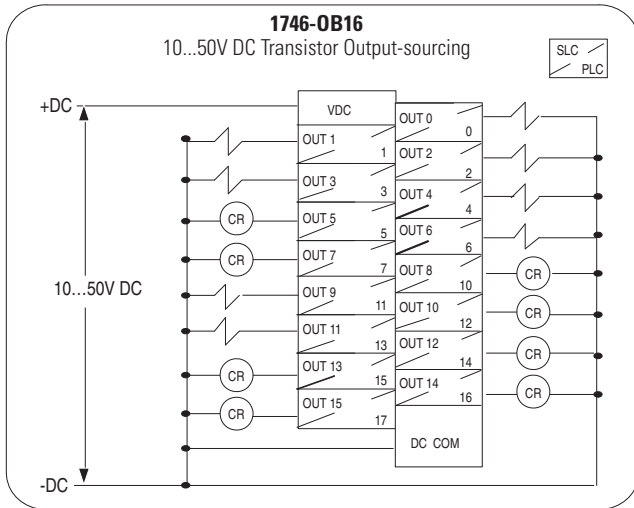 1746-OB16
10...50V DC Transistor Output-sourcing
SLC
PLC
+DC
VDC
OUT 0
0
OUT 1
1
OUT 2
2
OUT 3
3
OUT 4
4
CR
OUT 5
5
OUT 6
6
CR
OUT 7
7
OUT 8
10
CR
10...50V DC
OUT 9
11
OUT 10
12
CR
OUT 11
13
OUT 12
14
CR
CR
OUT 13
15
OUT 14
16
CR
CR
OUT 15
17
DC COM
-DC